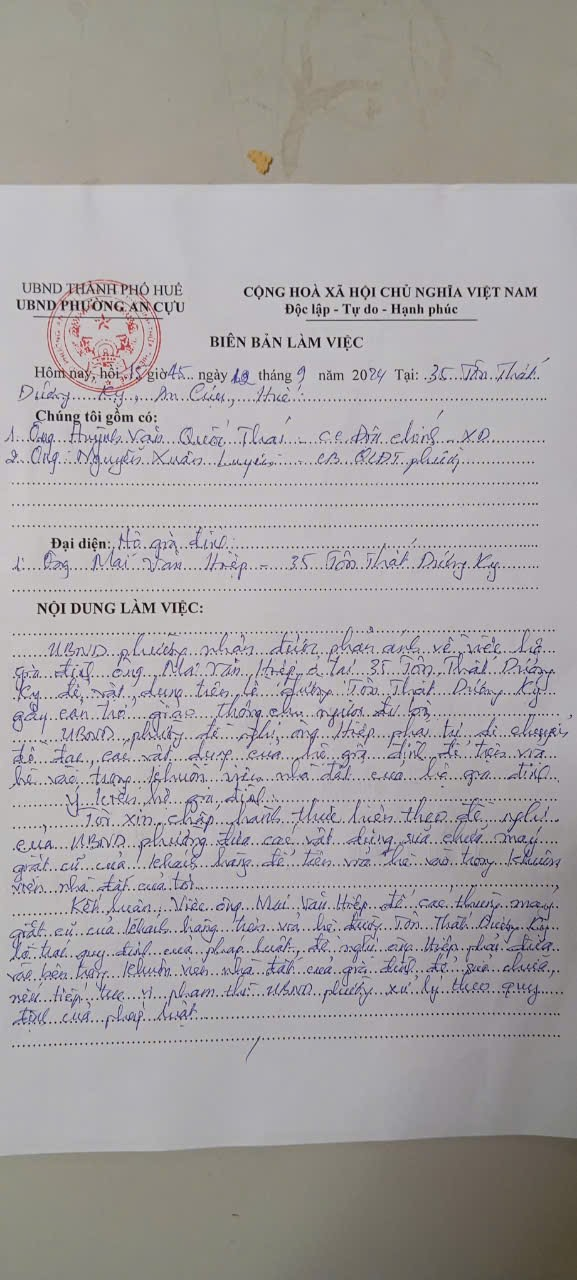 UBND THÀNH PHỐ HUẾ
UBND PHƯỜNG AN CỰU
CỘNG HOÀ XÃ HỘI CHỦ NGHĨA VIỆT NAM
Độc lập - Tự do - Hạnh phúc
BIÊN BẢN LÀM VIỆC
Hôm nay, hồi 15 giờ 45 ngày 12 tháng 9 năm 2024 Tại: 35 Tôn Thất
Dương Kỵ, An Cựu, Huế
Chúng tôi gồm có:
1. Ông Huỳnh Văn Quốc Thái - CC Địa chính - XD
2. Ông: Nguyễn Xuân Luyến - CB QLĐT phường
Đại diện: Hộ gia đình:
1. Ông Mai Văn Hiệp - 35 Tôn Thất Dương Kỵ
NỘI DUNG LÀM VIỆC:
UBND phường nhận được phản ánh về việc hộ
gia đình ông Mai Văn Hiệp ở tại 35 Tôn Thất Dương
Kỵ để vật dụng trên lề đường Tôn Thất Dương Kỵ
gây cản trở giao thông cho người đi bộ.
UBND phường đề nghị ông Hiệp phải tự di chuyển
đồ đạc, các vật dụng của hộ gia đình để trên vỉa
hè vào trong khuôn viên nhà đất của hộ gia đình
Ý kiến hộ gia đình:
Tôi xin chấp hành thực hiện theo đề nghị
của UBND phường đưa các vật dụng sửa chữa máy
giặt cũ của khách hàng để trên vỉa hè vào trong khuôn
viên nhà đất của tôi.
Kết luận: Việc ông Mai Văn Hiệp để các thùng máy
giặt cũ của khách hàng trên vỉa hè đường Tôn Thất Dương Kỵ
là trái quy định của pháp luật, đề nghị ông Hiệp phải đưa
vào bên trong khuôn viên nhà đất của gia đình để sửa chữa,
nếu tiếp tục vi phạm thì UBND phường xử lý theo quy
định của pháp luật.